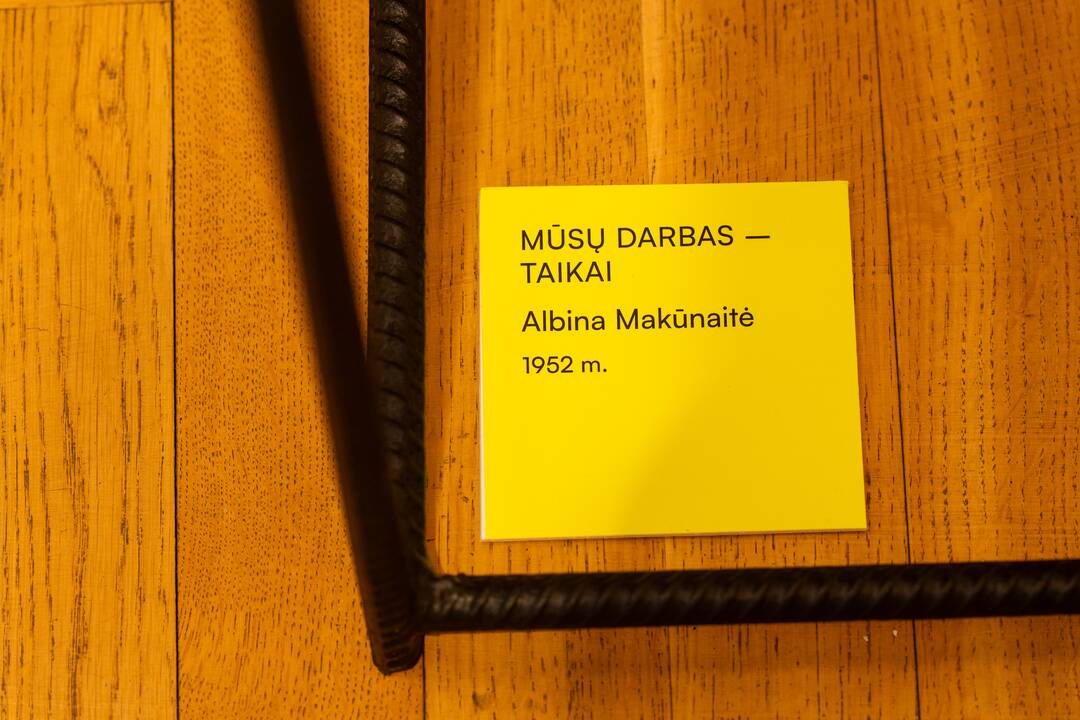 MŪSŲ DARBAS —
TAIKAI
Albina Makūnaitė
1952 m.